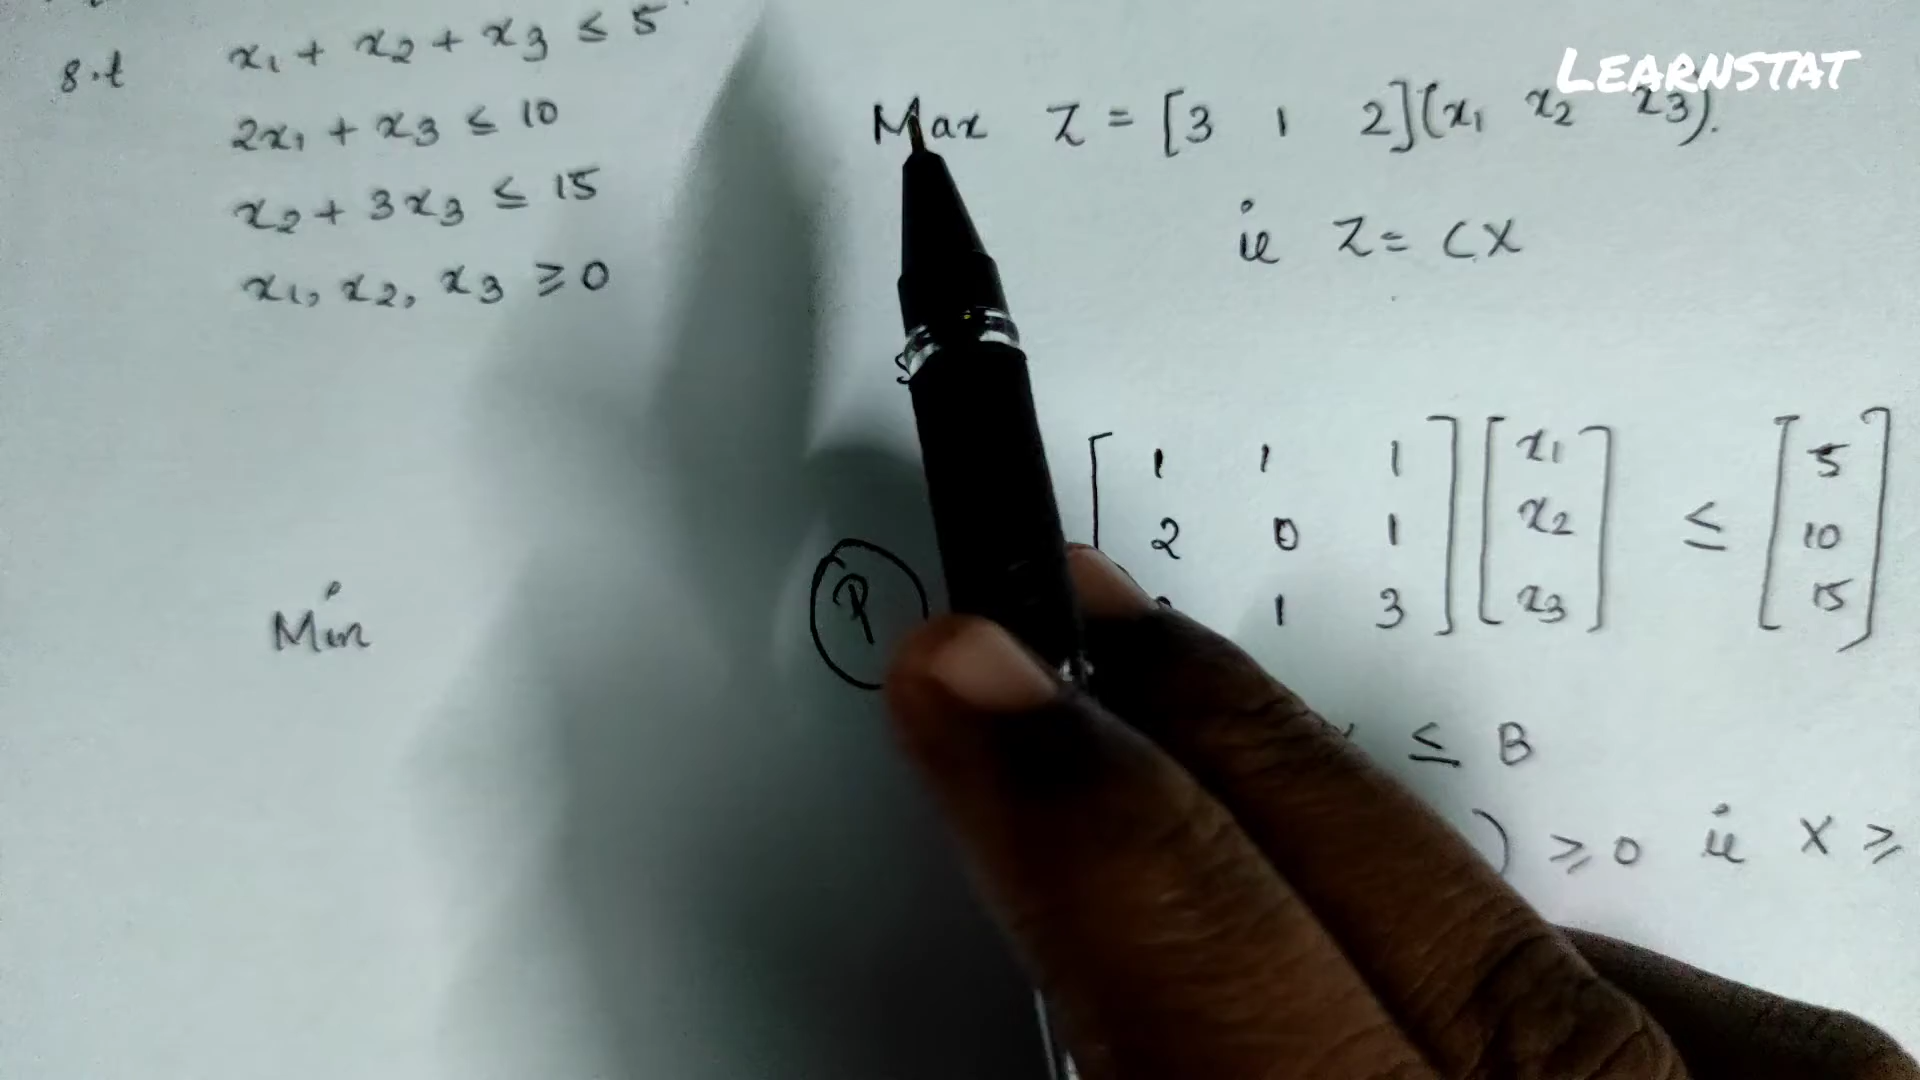 s.t x1 + x2 + x3 ≤ 5
2x1 + x3 ≤ 10
x2 + 3x3 ≤ 15
x1, x2, x3 ≥ 0
Min
LEARNSTAT
Max Z = [3 1 2](x1 x2 x3).
ie Z = CX
[1 1 1] [x1] ≤ [5]
[2 0 1] [x2] [10]
1 3] [x3] [15]
≤ B
) ≥ 0 ie X ≥